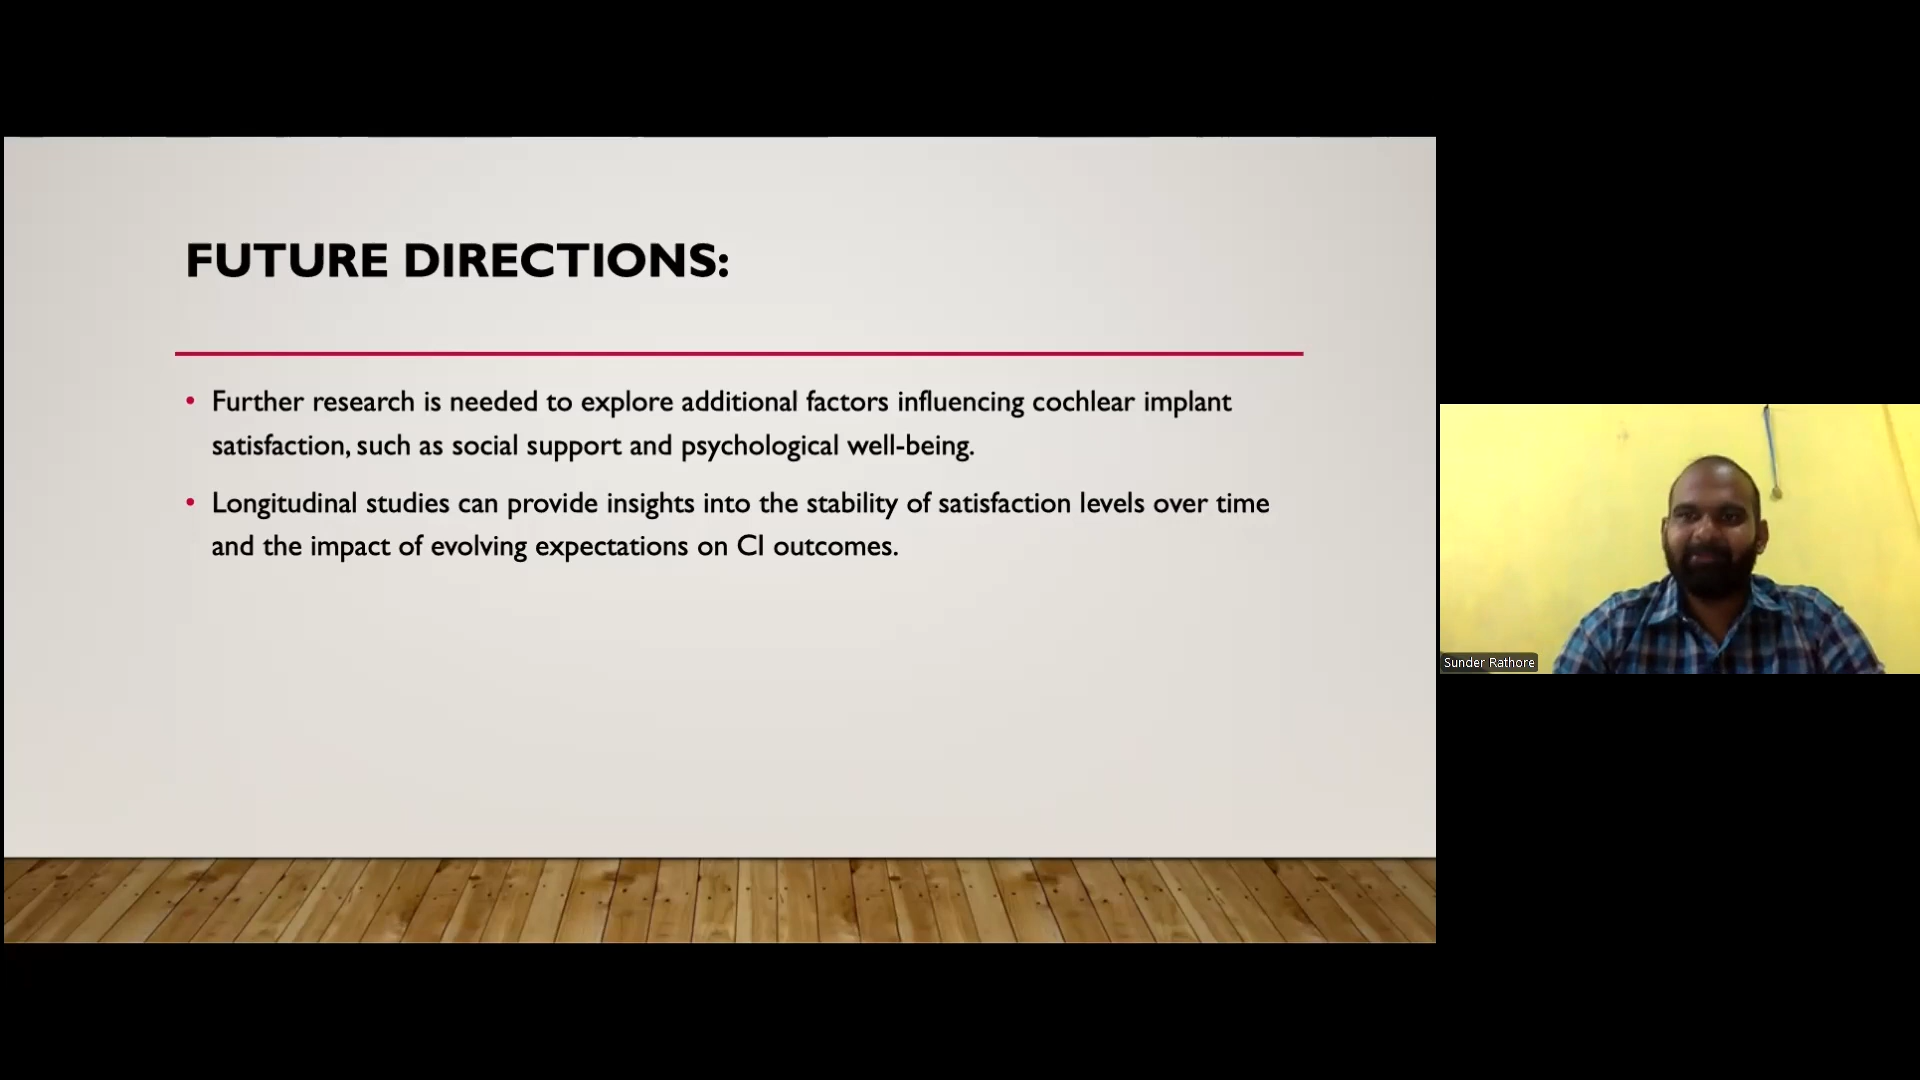 FUTURE DIRECTIONS:
• Further research is needed to explore additional factors influencing cochlear implant
satisfaction, such as social support and psychological well-being.
• Longitudinal studies can provide insights into the stability of satisfaction levels over time
and the impact of evolving expectations on CI outcomes.
Sunder Rathore